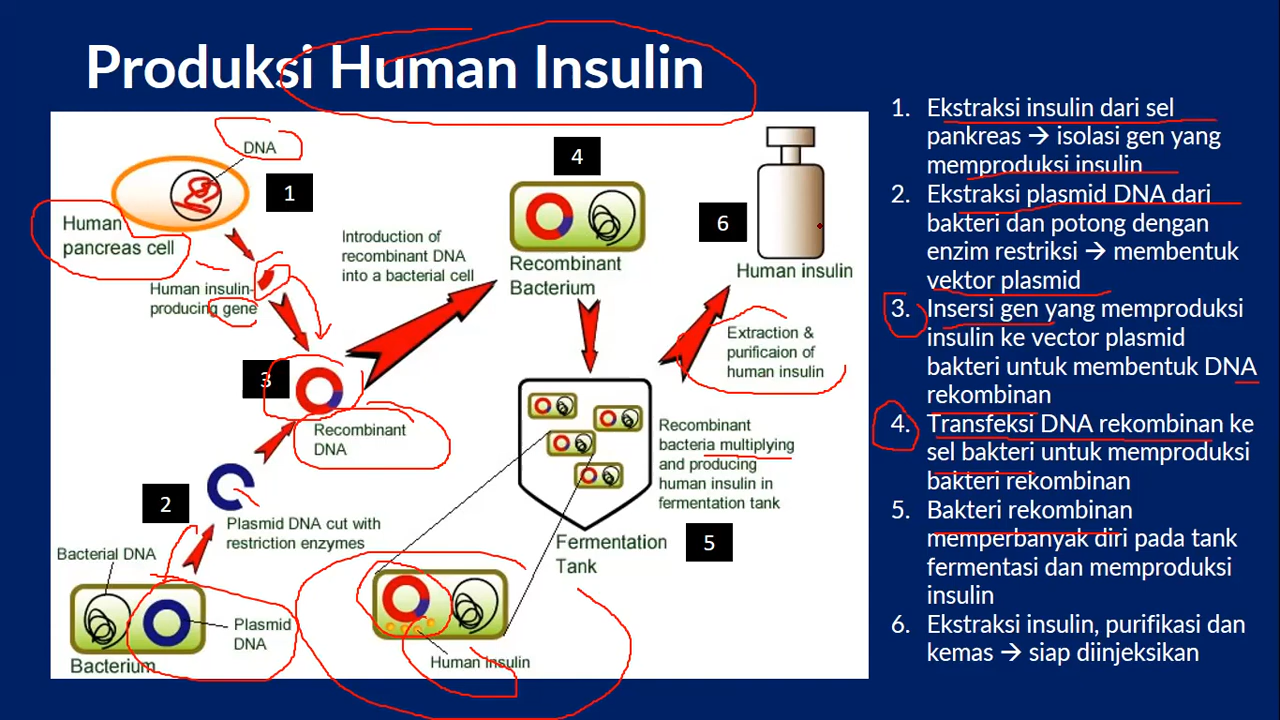 Produksi Human Insulin
DNA
1
Human
pancreas cell
Human insulin-
producing gene
Introduction of
recombinant DNA
into a bacterial cell
4
Recombinant
Bacterium
6
Human insulin
Extraction &
purificaion of
human insulin
3
Recombinant
DNA
2
Plasmid DNA cut with
restriction enzymes
Bacterial DNA
Plasmid
DNA
Bacterium
Recombinant
bacteria multiplying
and producing
human insulin in
fermentation tank
Fermentation
Tank
5
Human Insulin
1. Ekstraksi insulin dari sel
pankreas → isolasi gen yang
memproduksi insulin
2. Ekstraksi plasmid DNA dari
bakteri dan potong dengan
enzim restriksi → membentuk
vektor plasmid
3. Insersi gen yang memproduksi
insulin ke vector plasmid
bakteri untuk membentuk DNA
rekombinan
4. Transfeksi DNA rekombinan ke
sel bakteri untuk memproduksi
bakteri rekombinan
5. Bakteri rekombinan
memperbanyak diri pada tank
fermentasi dan memproduksi
insulin
6. Ekstraksi insulin, purifikasi dan
kemas → siap diinjeksikan